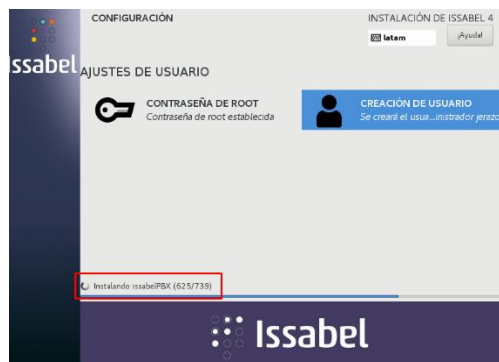 CONFIGURACIÓN
INSTALACIÓN DE ISSABEL 4
latam
¡Ayuda!
Issabel
AJUSTES DE USUARIO
CONTRASEÑA DE ROOT
Contraseña de root establecida
CREACIÓN DE USUARIO
Se creará el usua...inistrador jerazo
Instalando issabelPBX (625/739)
Issabel